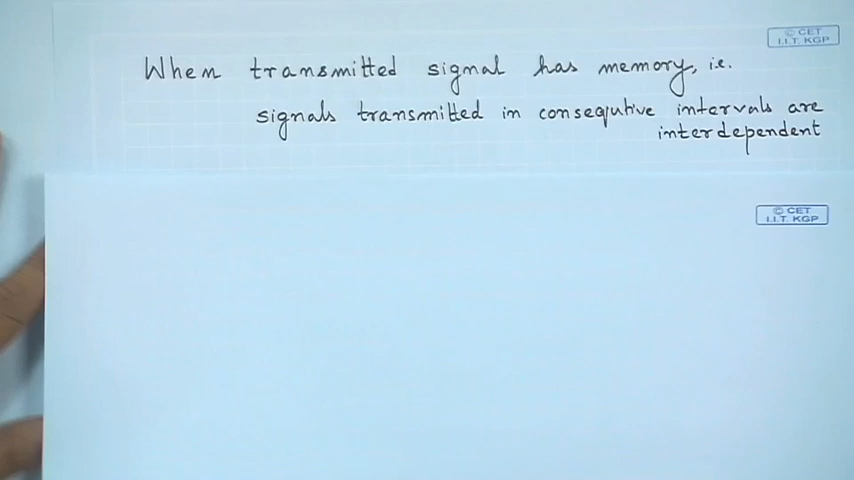 © CET
I.I.T. KGP
When transmitted signal has memory, i.e.
signals transmitted in consequtive intervals are
interdependent
© CET
I.I.T. KGP